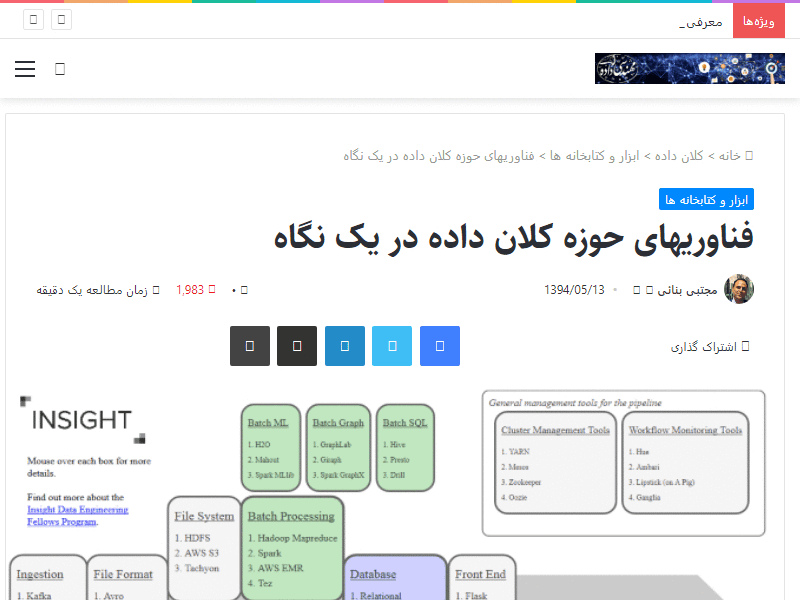 ویژه‌ها
معرفی_
مهندسی داده
خانه > کلان داده > ابزار و کتابخانه ها > فناوریهای حوزه کلان داده در یک نگاه
ابزار و کتابخانه ها
فناوریهای حوزه کلان داده در یک نگاه
مجتبی بنائی
1394/05/13
۰
1,983
زمان مطالعه یک دقیقه
اشتراک گذاری
INSIGHT
Mouse over each box for more
details.
Find out more about the
Insight Data Engineering
Fellows Program.
Batch ML
1. H2O
2. Mahout
3. Spark MLlib
Batch Graph
1. GraphLab
2. Giraph
3. Spark GraphX
Batch SQL
1. Hive
2. Presto
3. Drill
General management tools for the pipeline
Cluster Management Tools
1. YARN
2. Mesos
3. Zookeeper
4. Oozie
Workflow Monitoring Tools
1. Hue
2. Ambari
3. Lipstick (on A Pig)
4. Ganglia
File System
1. HDFS
2. AWS S3
3. Tachyon
Batch Processing
1. Hadoop Mapreduce
2. Spark
3. AWS EMR
4. Tez
Ingestion
1. Kafka
File Format
1. Avro
Database
1. Relational
Front End
1. Flask